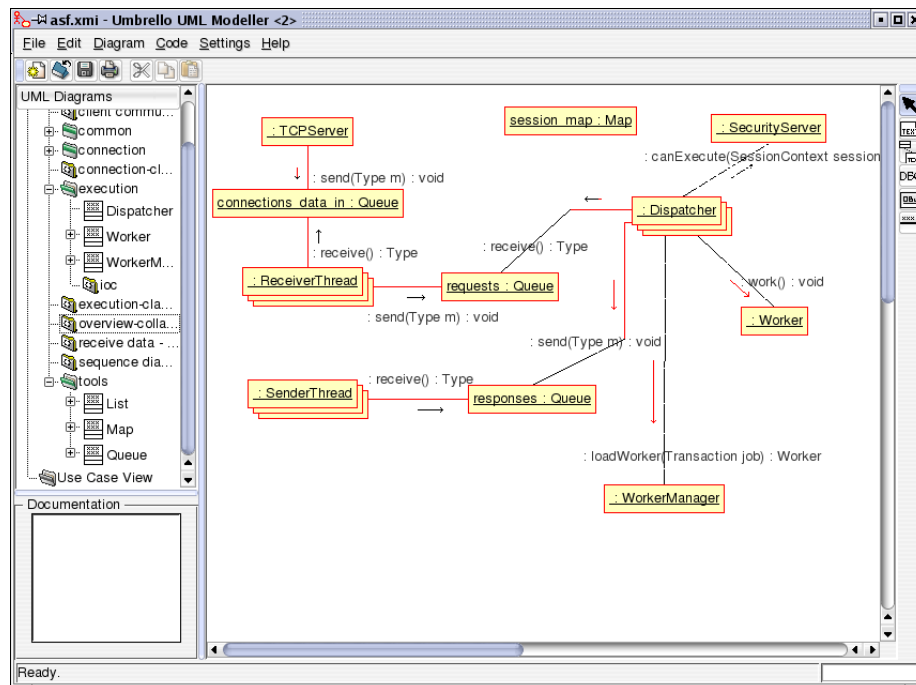 asf.xmi - Umbrello UML Modeller <2>
File Edit Diagram Code Settings Help
UML Diagrams
client commu...
common
connection
connection-cl...
execution
Dispatcher
Worker
WorkerM...
ioc
execution-cla...
overview-colla...
receive data - ...
sequence dia...
tools
List
Map
Queue
Use Case View
Documentation
: TCPServer
session_map : Map
: SecurityServer
: canExecute(SessionContext session
: send(Type m) : void
connections_data_in : Queue
: Dispatcher
: receive() : Type
: receive() : Type
: ReceiverThread
requests : Queue
: work() : void
: send(Type m) : void
: Worker
: send(Type m) : void
: receive() : Type
: SenderThread
responses : Queue
: loadWorker(Transaction job) : Worker
: WorkerManager
Ready.